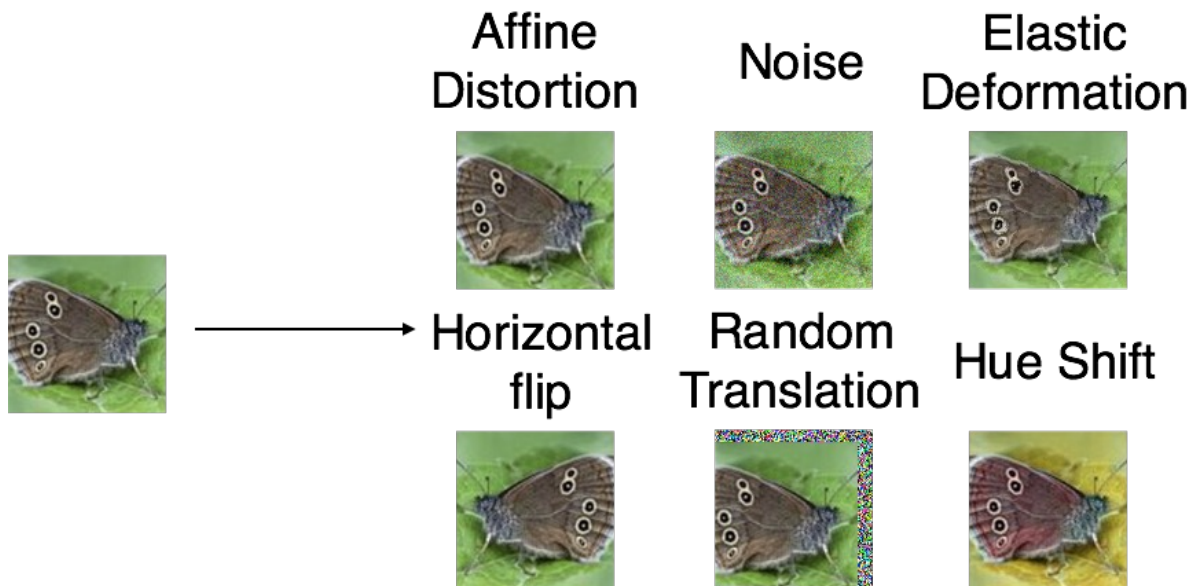 Affine
Distortion
Noise
Elastic
Deformation
Horizontal
flip
Random
Translation
Hue Shift